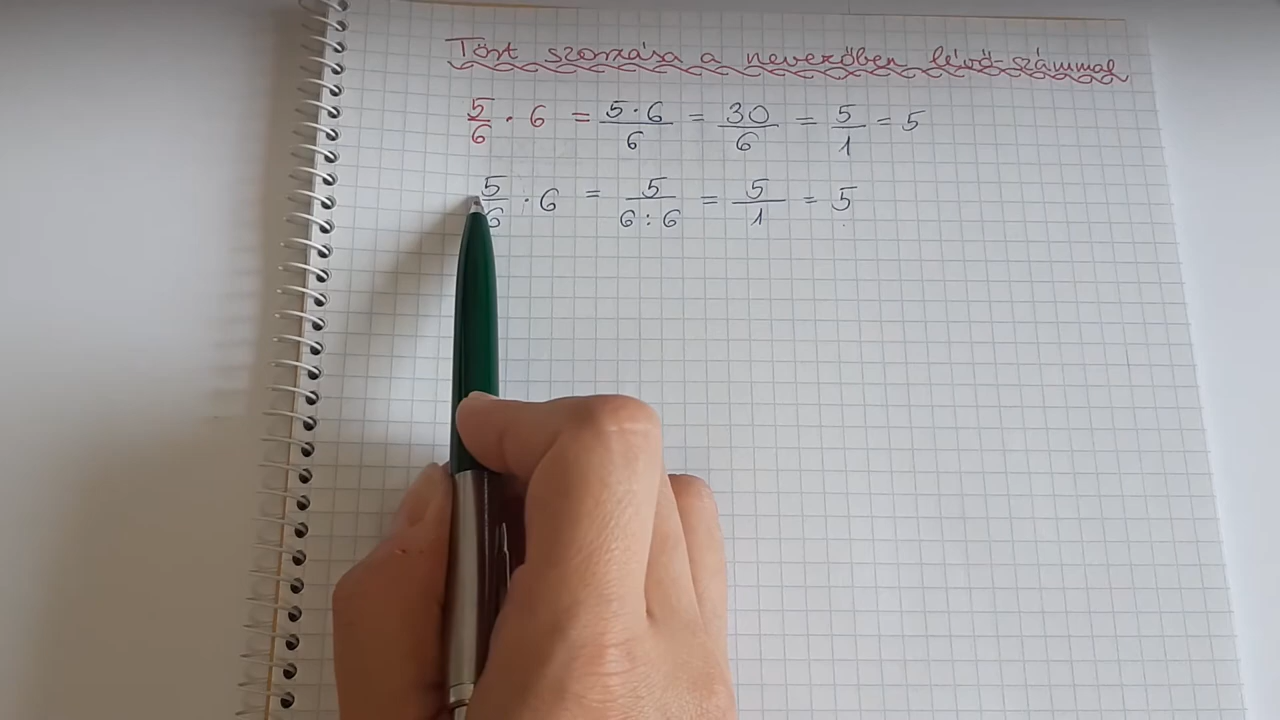 Tört szorzása a nevezőben lévő számmal
5/6 · 6 = 5·6/6 = 30/6 = 5/1 = 5
5/6 · 6 = 5/6:6 = 5/1 = 5